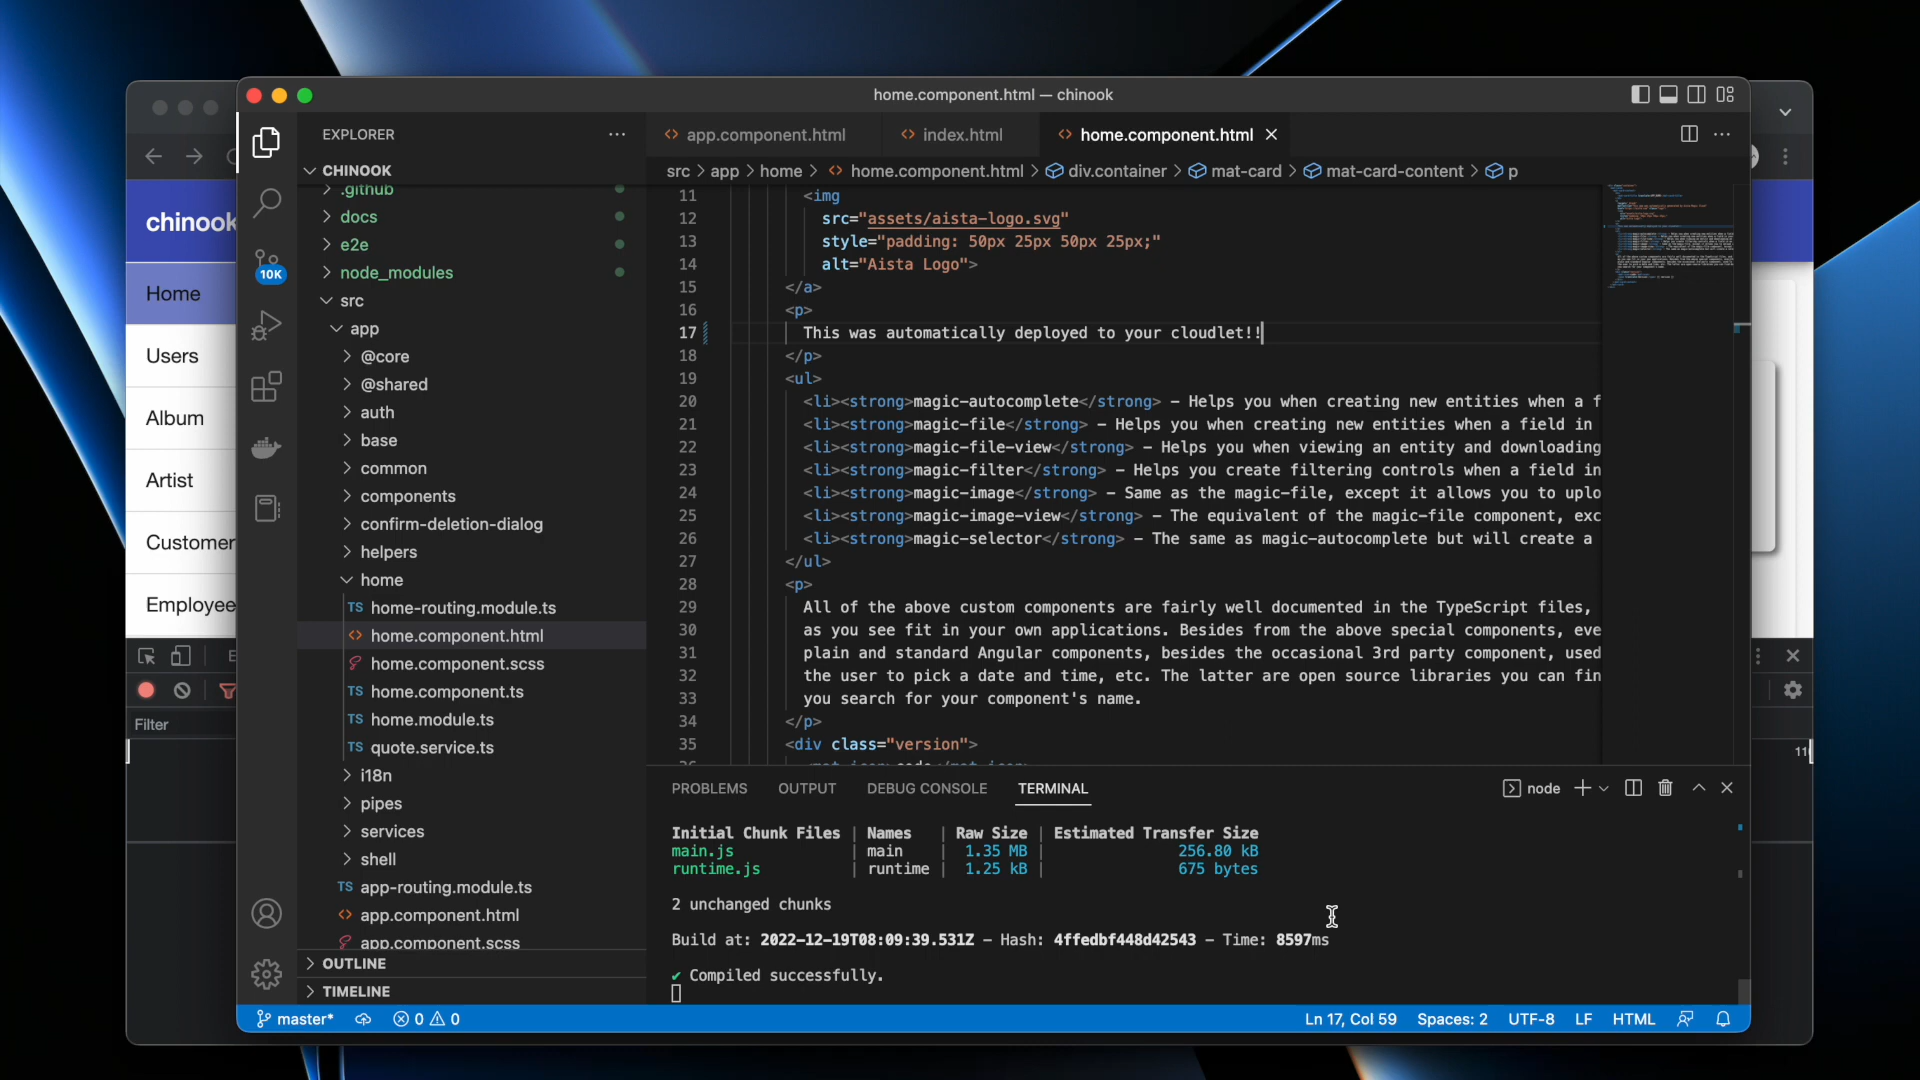 home.component.html — chinook
EXPLORER
app.component.html
index.html
home.component.html
CHINOOK
src > app > home > home.component.html > div.container > mat-card > mat-card-content > p
.github
docs
e2e
node_modules
src
app
@core
@shared
auth
base
common
components
confirm-deletion-dialog
helpers
home
home-routing.module.ts
home.component.html
home.component.scss
home.component.ts
home.module.ts
quote.service.ts
i18n
pipes
services
shell
app-routing.module.ts
app.component.html
app.component.scss
OUTLINE
TIMELINE
10K
chinook
Home
Users
Album
Artist
Customer
Employee
Filter
11 <img
12 src="assets/aista-logo.svg"
13 style="padding: 50px 25px 50px 25px;"
14 alt="Aista Logo">
15 </a>
16 <p>
17 This was automatically deployed to your cloudlet!!
18 </p>
19 <ul>
20 <li><strong>magic-autocomplete</strong> - Helps you when creating new entities when a f
21 <li><strong>magic-file</strong> - Helps you when creating new entities when a field in
22 <li><strong>magic-file-view</strong> - Helps you when viewing an entity and downloading
23 <li><strong>magic-filter</strong> - Helps you create filtering controls when a field in
24 <li><strong>magic-image</strong> - Same as the magic-file, except it allows you to uplo
25 <li><strong>magic-image-view</strong> - The equivalent of the magic-file component, exc
26 <li><strong>magic-selector</strong> - The same as magic-autocomplete but will create a
27 </ul>
28 <p>
29 All of the above custom components are fairly well documented in the TypeScript files,
30 as you see fit in your own applications. Besides from the above special components, eve
31 plain and standard Angular components, besides the occasional 3rd party component, used
32 the user to pick a date and time, etc. The latter are open source libraries you can fin
33 you search for your component's name.
34 </p>
35 <div class="version">
PROBLEMS OUTPUT DEBUG CONSOLE TERMINAL
node
Initial Chunk Files | Names | Raw Size | Estimated Transfer Size
main.js | main | 1.35 MB | 256.80 kB
runtime.js | runtime | 1.25 kB | 675 bytes
2 unchanged chunks
Build at: 2022-12-19T08:09:39.531Z - Hash: 4ffedbf448d42543 - Time: 8597ms
✔ Compiled successfully.
master* 0 0
Ln 17, Col 59 Spaces: 2 UTF-8 LF HTML